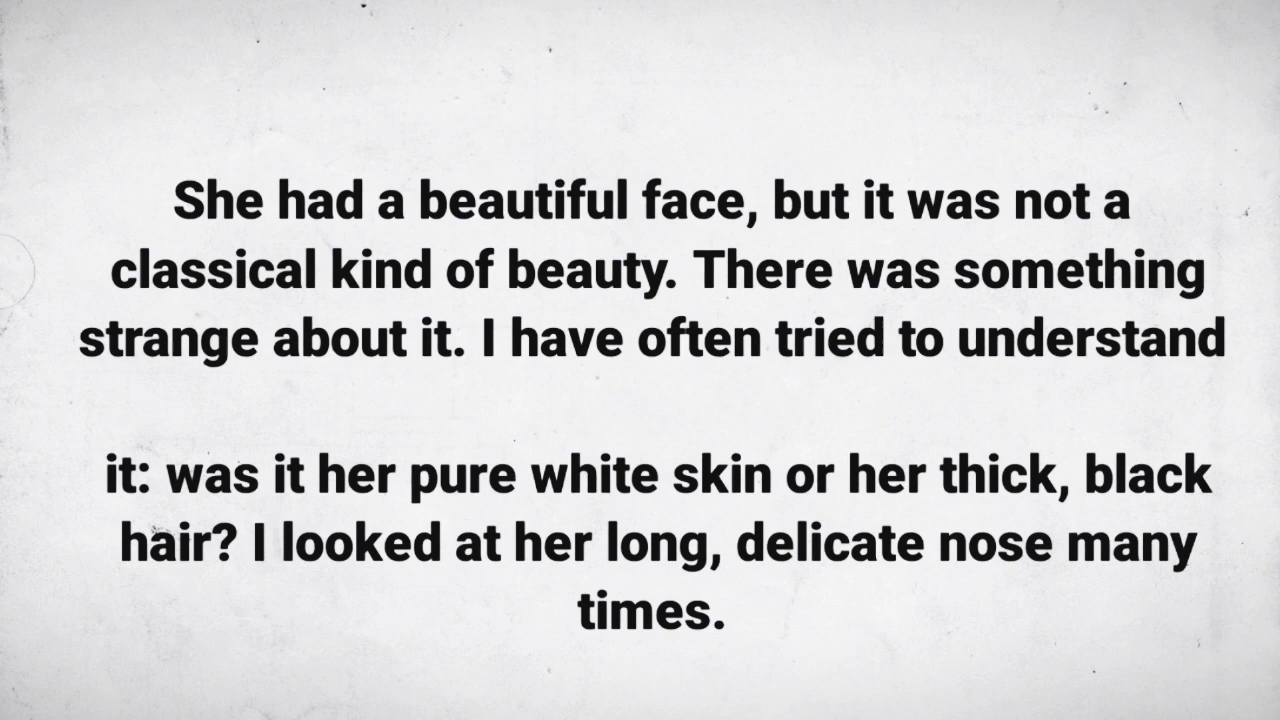 She had a beautiful face, but it was not a
classical kind of beauty. There was something
strange about it. I have often tried to understand
it: was it her pure white skin or her thick, black
hair? I looked at her long, delicate nose many
times.